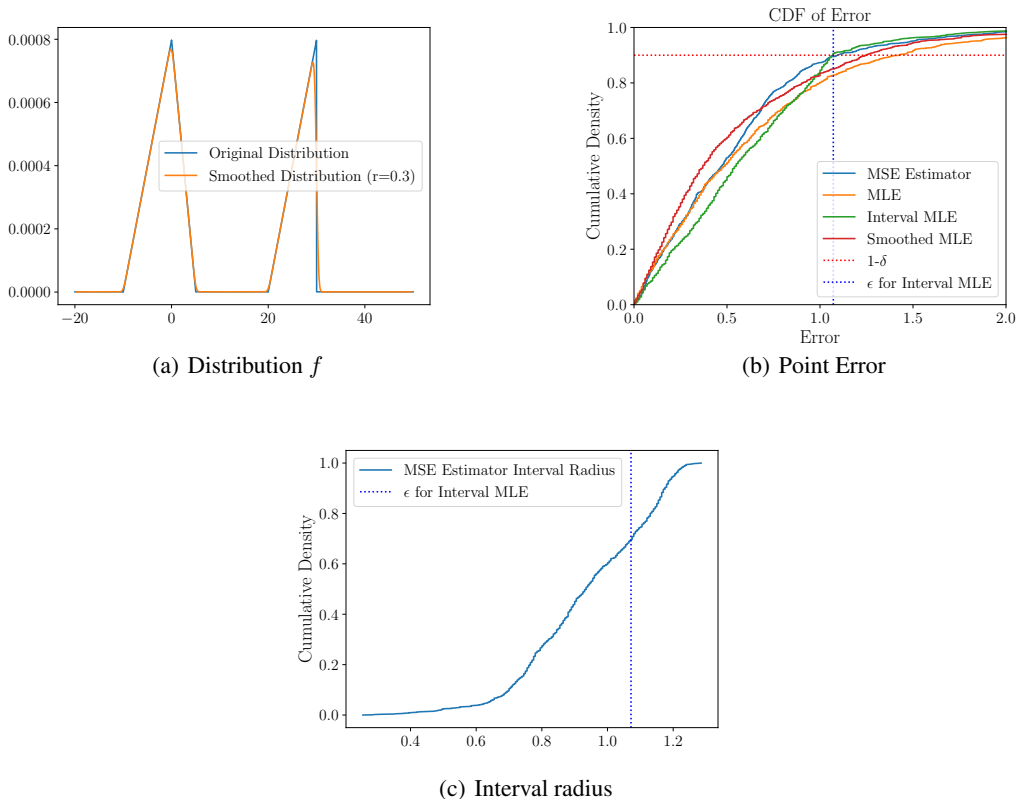 0.0008
0.0006
0.0004
0.0002
0.0000
−20
0
20
40
Original Distribution
Smoothed Distribution (r=0.3)
(a) Distribution f
CDF of Error
Cumulative Density
1.0
0.8
0.6
0.4
0.2
0.0
0.0
0.5
1.0
1.5
2.0
Error
MSE Estimator
MLE
Interval MLE
Smoothed MLE
1-δ
ϵ for Interval MLE
(b) Point Error
Cumulative Density
1.0
0.8
0.6
0.4
0.2
0.0
0.4
0.6
0.8
1.0
1.2
MSE Estimator Interval Radius
ϵ for Interval MLE
(c) Interval radius